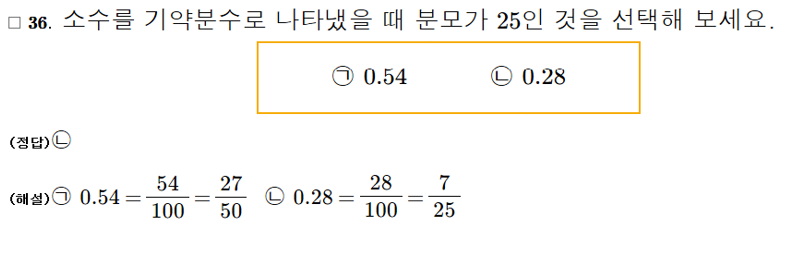 □ 36. 소수를 기약분수로 나타냈을 때 분모가 25인 것을 선택해 보세요.
㉠ 0.54 ㉡ 0.28
(정답)㉡
(해설)㉠ 0.54 = 54/100 = 27/50 ㉡ 0.28 = 28/100 = 7/25